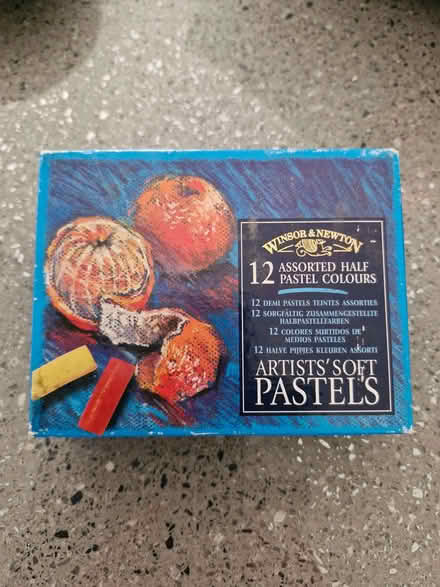 WINSOR & NEWTON
12 ASSORTED HALF
PASTEL COLOURS
12 DEMI PASTELS TEINTES ASSORTIES
12 SORGFÄLTIG ZUSAMMENGESTELLTE
HALBPASTELLFARBEN
12 COLORES SURTIDOS DE
MEDIOS PASTELES
12 HALVE PIJPJES KLEUREN ASSORTI
ARTISTS' SOFT
PASTELS